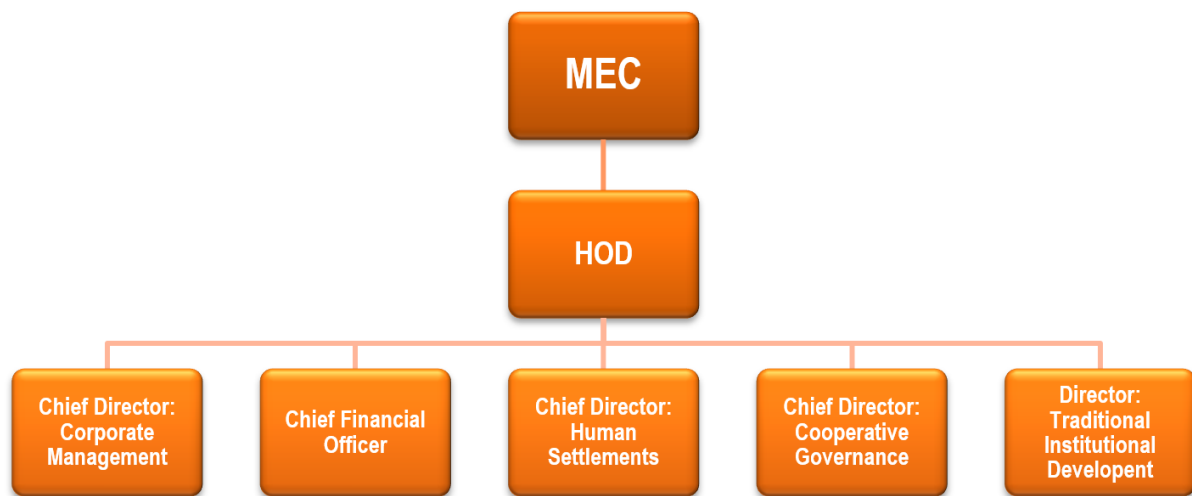 MEC
HOD
Chief Director:
Corporate
Management
Chief Financial
Officer
Chief Director:
Human
Settlements
Chief Director:
Cooperative
Governance
Director:
Traditional
Institutional
Developent